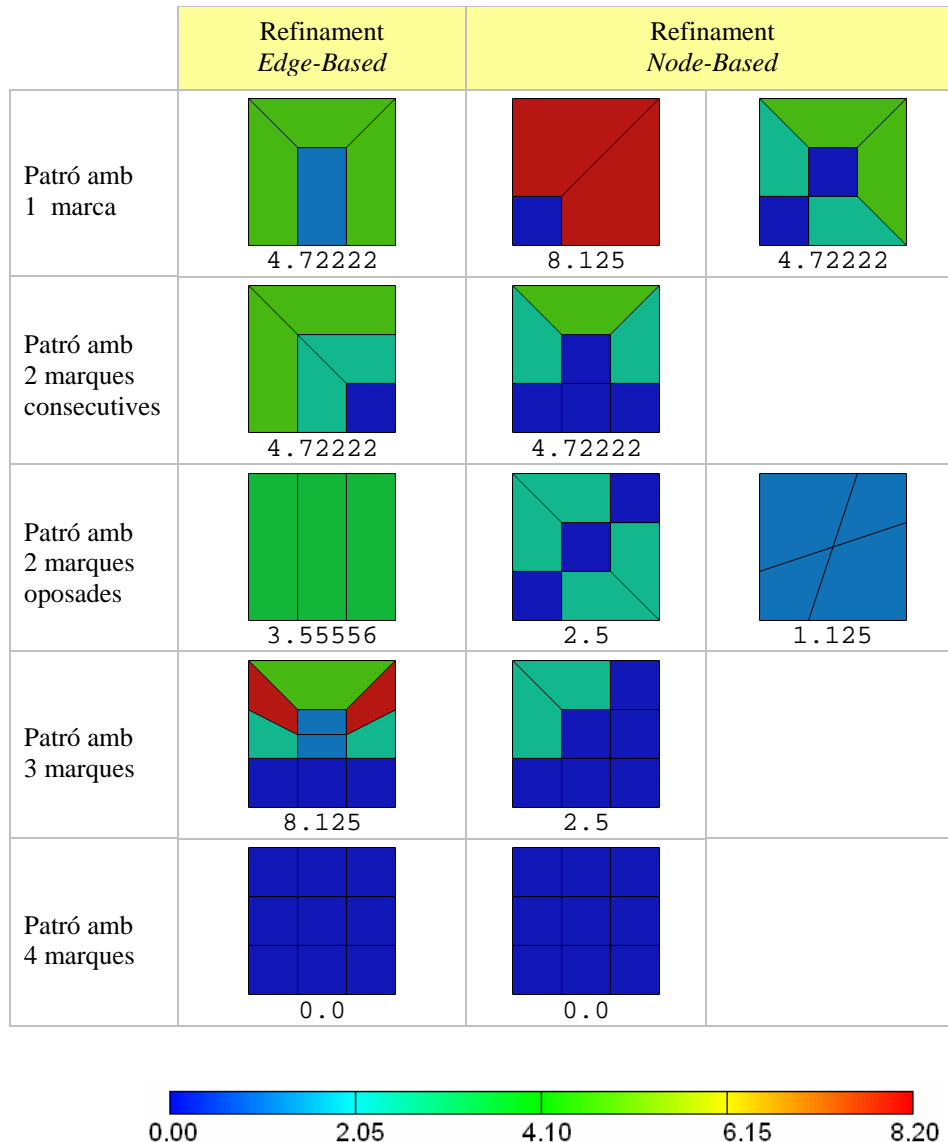 Refinament
Edge-Based
Refinament
Node-Based
Patró amb
1 marca
4.72222
8.125
4.72222
Patró amb
2 marques
consecutives
4.72222
4.72222
Patró amb
2 marques
oposades
3.55556
2.5
1.125
Patró amb
3 marques
8.125
2.5
Patró amb
4 marques
0.0
0.0
0.00 2.05 4.10 6.15 8.20